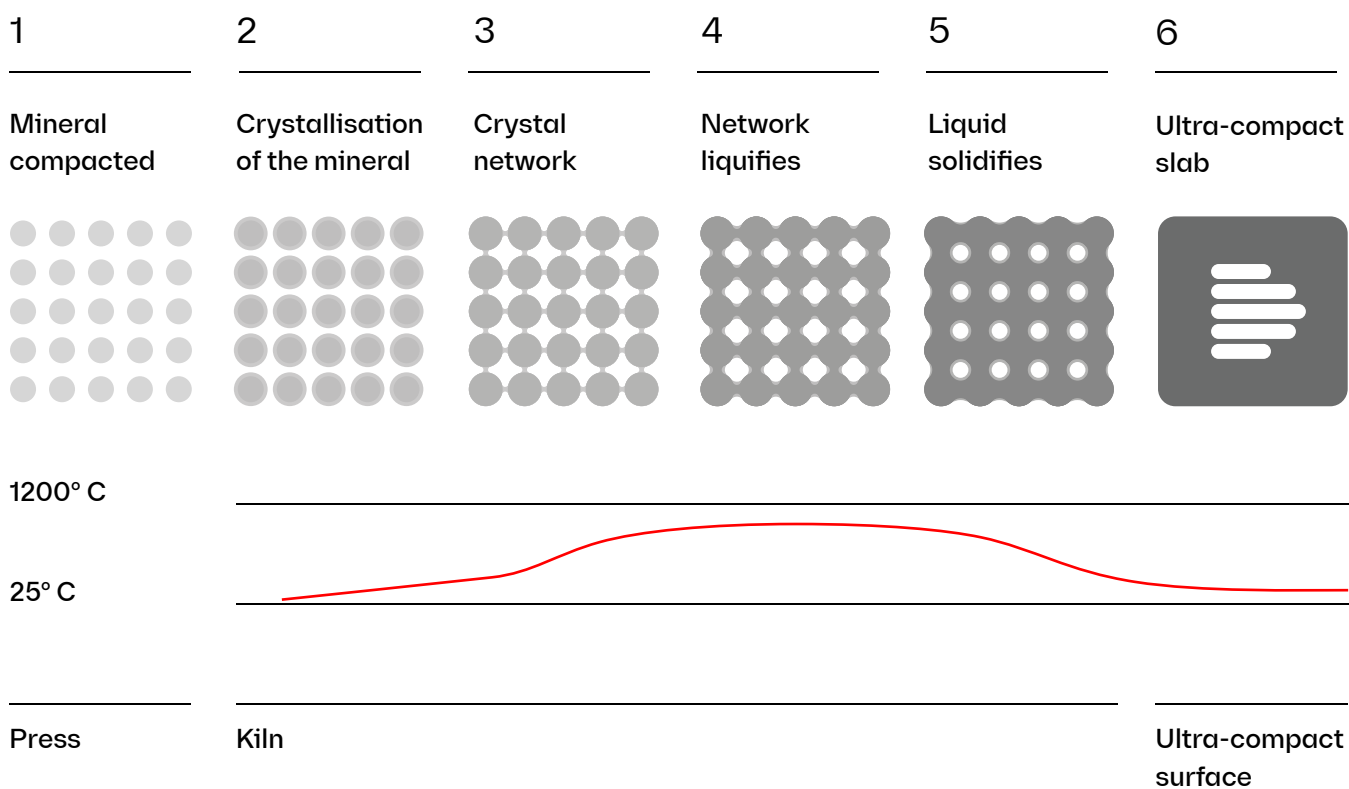 1
2
3
4
5
6
Mineral
compacted
Crystallisation
of the mineral
Crystal
network
Network
liquifies
Liquid
solidifies
Ultra-compact
slab
1200° C
25° C
Press
Kiln
Ultra-compact
surface